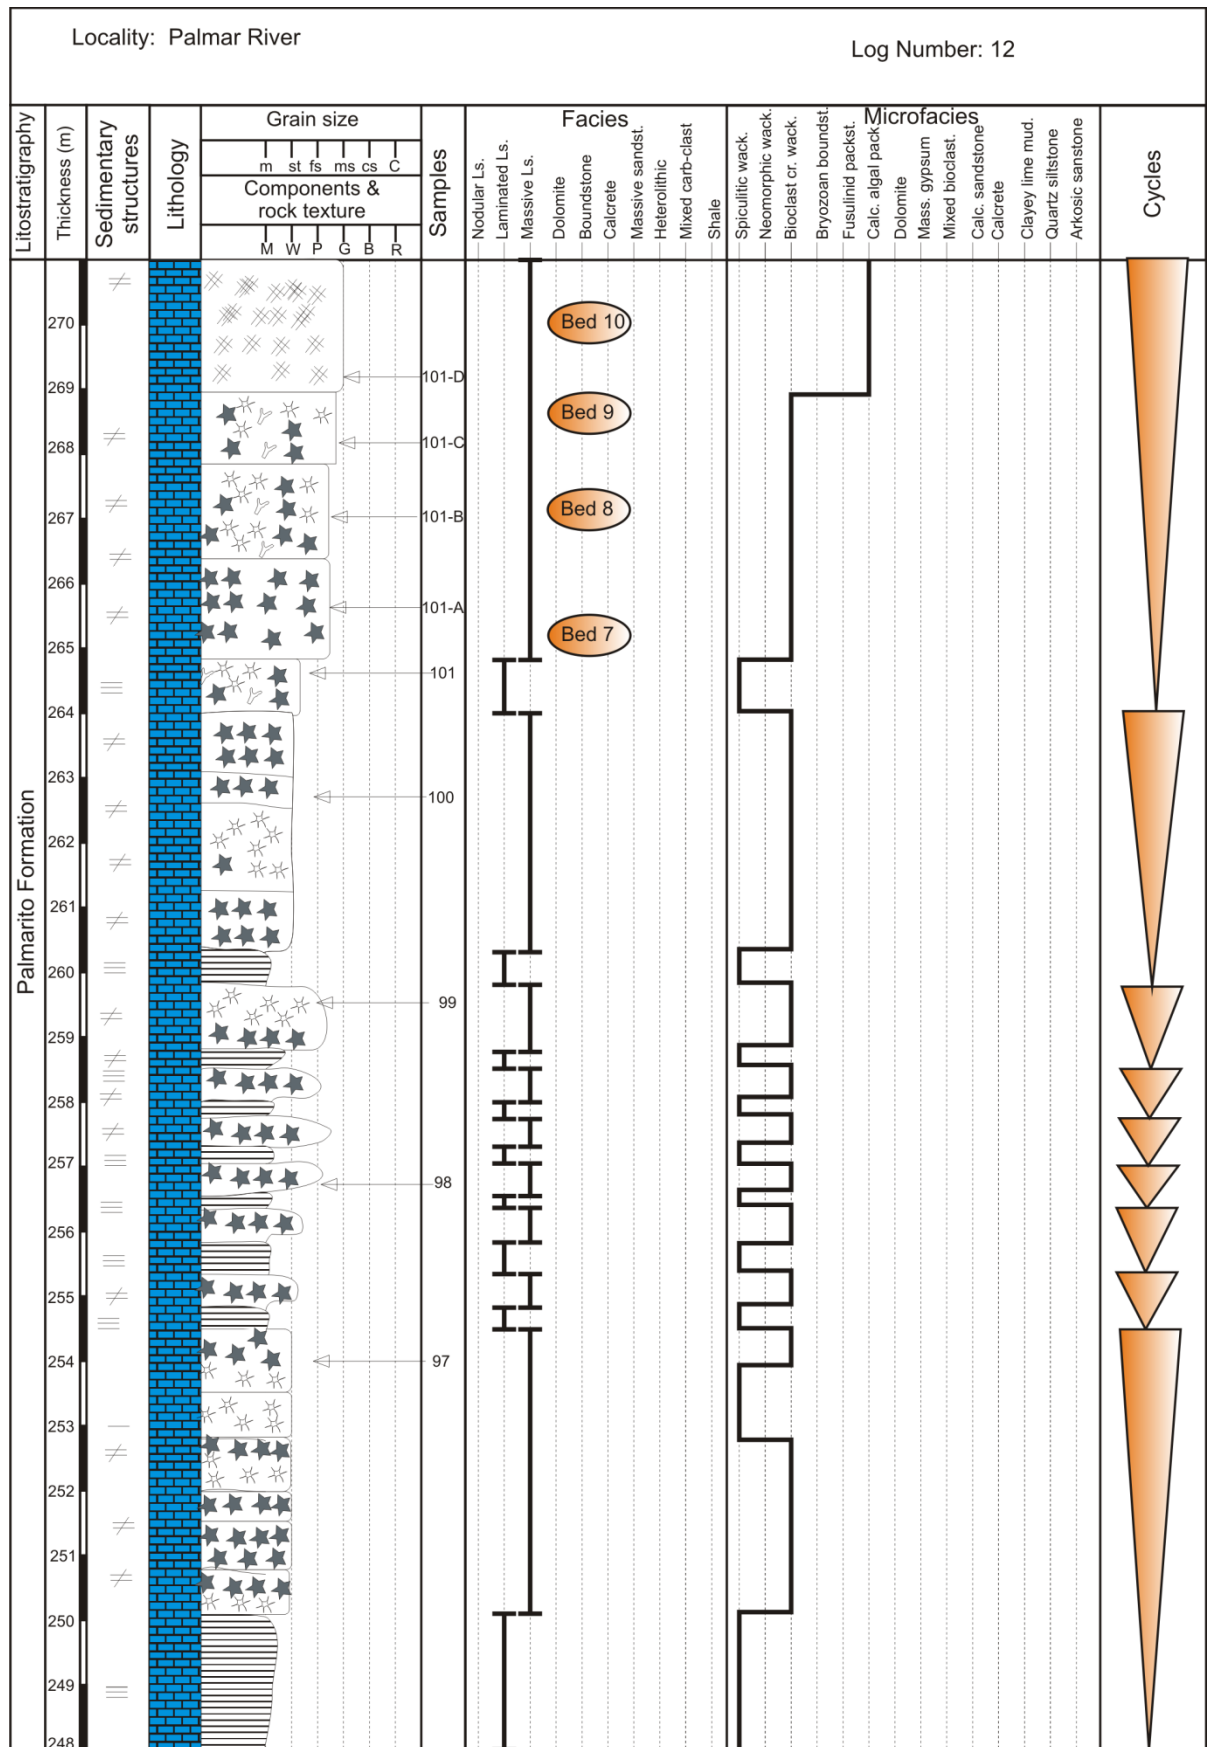 Locality: Palmar River
Log Number: 12
Litostratigraphy
Thickness (m)
Sedimentary
structures
Lithology
Grain size
m st fs ms cs C
Components &
rock texture
M W P G B R
Samples
Facies
Nodular Ls.
Laminated Ls.
Massive Ls.
Dolomite
Boundstone
Calcrete
Massive sandst.
Heterolithic
Mixed carb-clast
Shale
Microfacies
Spiculitic wack.
Neomorphic wack.
Bioclast cr. wack.
Bryozoan boundst.
Fusulinid packst.
Calc. algal pack.
Dolomite
Mass. gypsum
Mixed bioclast.
Calc. sandstone
Calcrete
Clayey lime mud.
Quartz siltstone
Arkosic sanstone
Cycles
Palmarito Formation
270
Bed 10
101-D
269
Bed 9
101-C
268
Bed 8
101-B
267
266
101-A
Bed 7
265
101
264
263
100
262
261
260
99
259
258
257
98
256
255
254
97
253
252
251
250
249
248